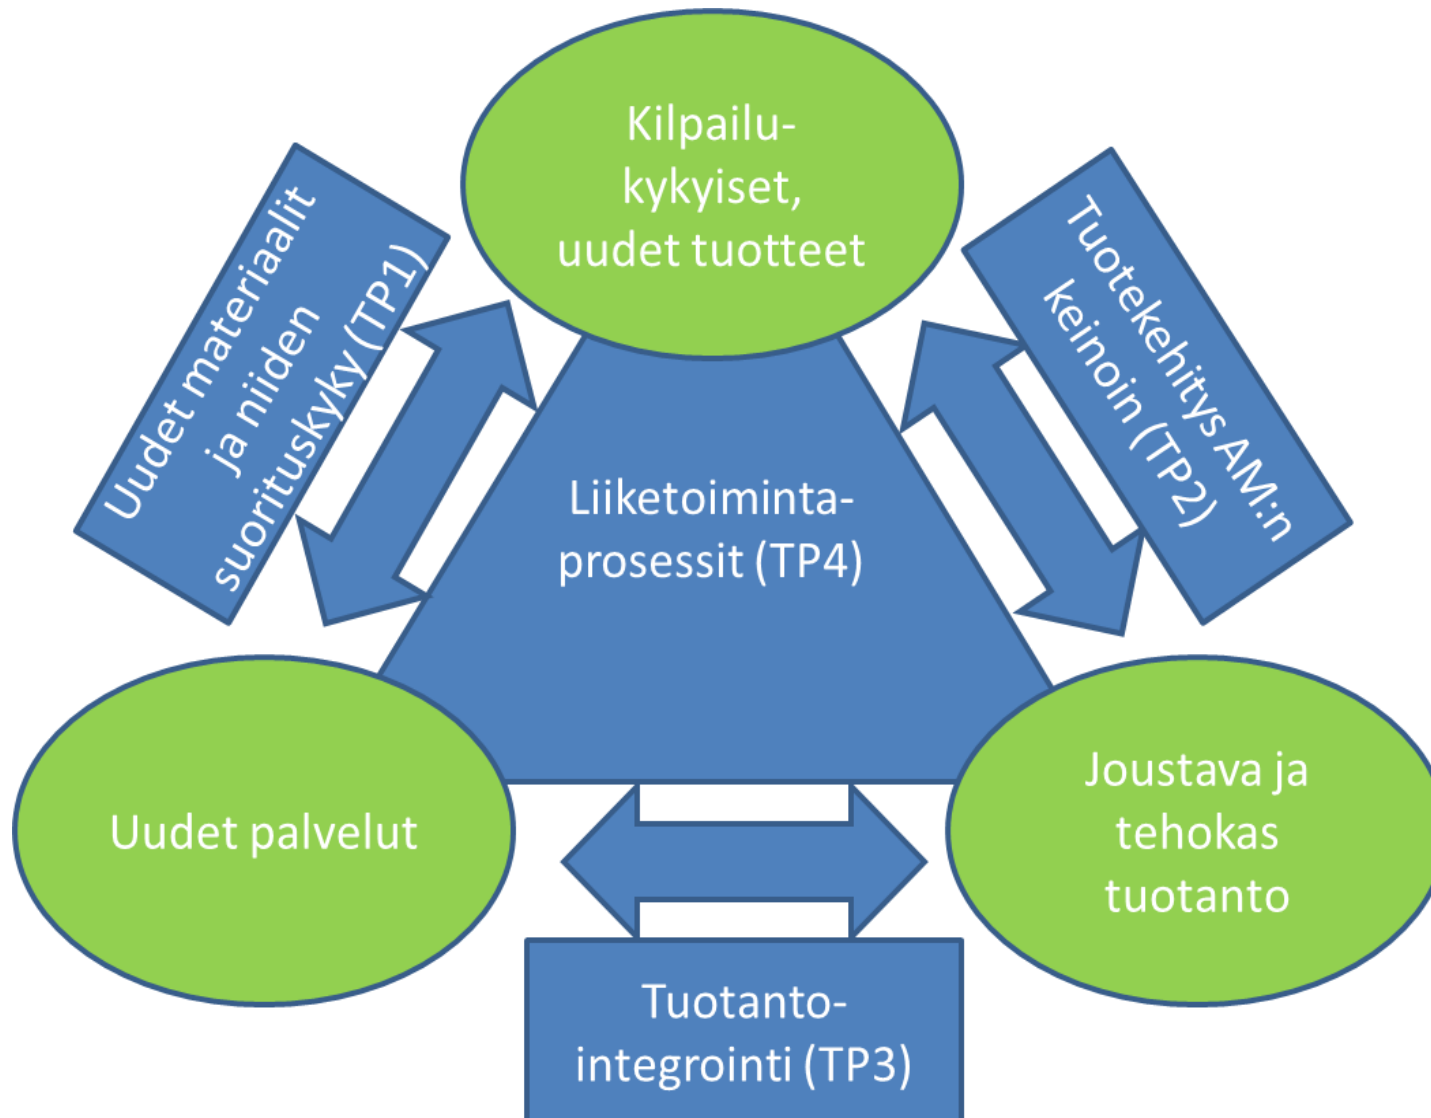 Kilpailu-
kykyiset,
uudet tuotteet
Uudet materiaalit
ja niiden
suorituskyky (TP1)
Tuotekehitys AM:n
keinoin (TP2)
Liiketoiminta-
prosessit (TP4)
Uudet palvelut
Joustava ja
tehokas
tuotanto
Tuotanto-
integrointi (TP3)